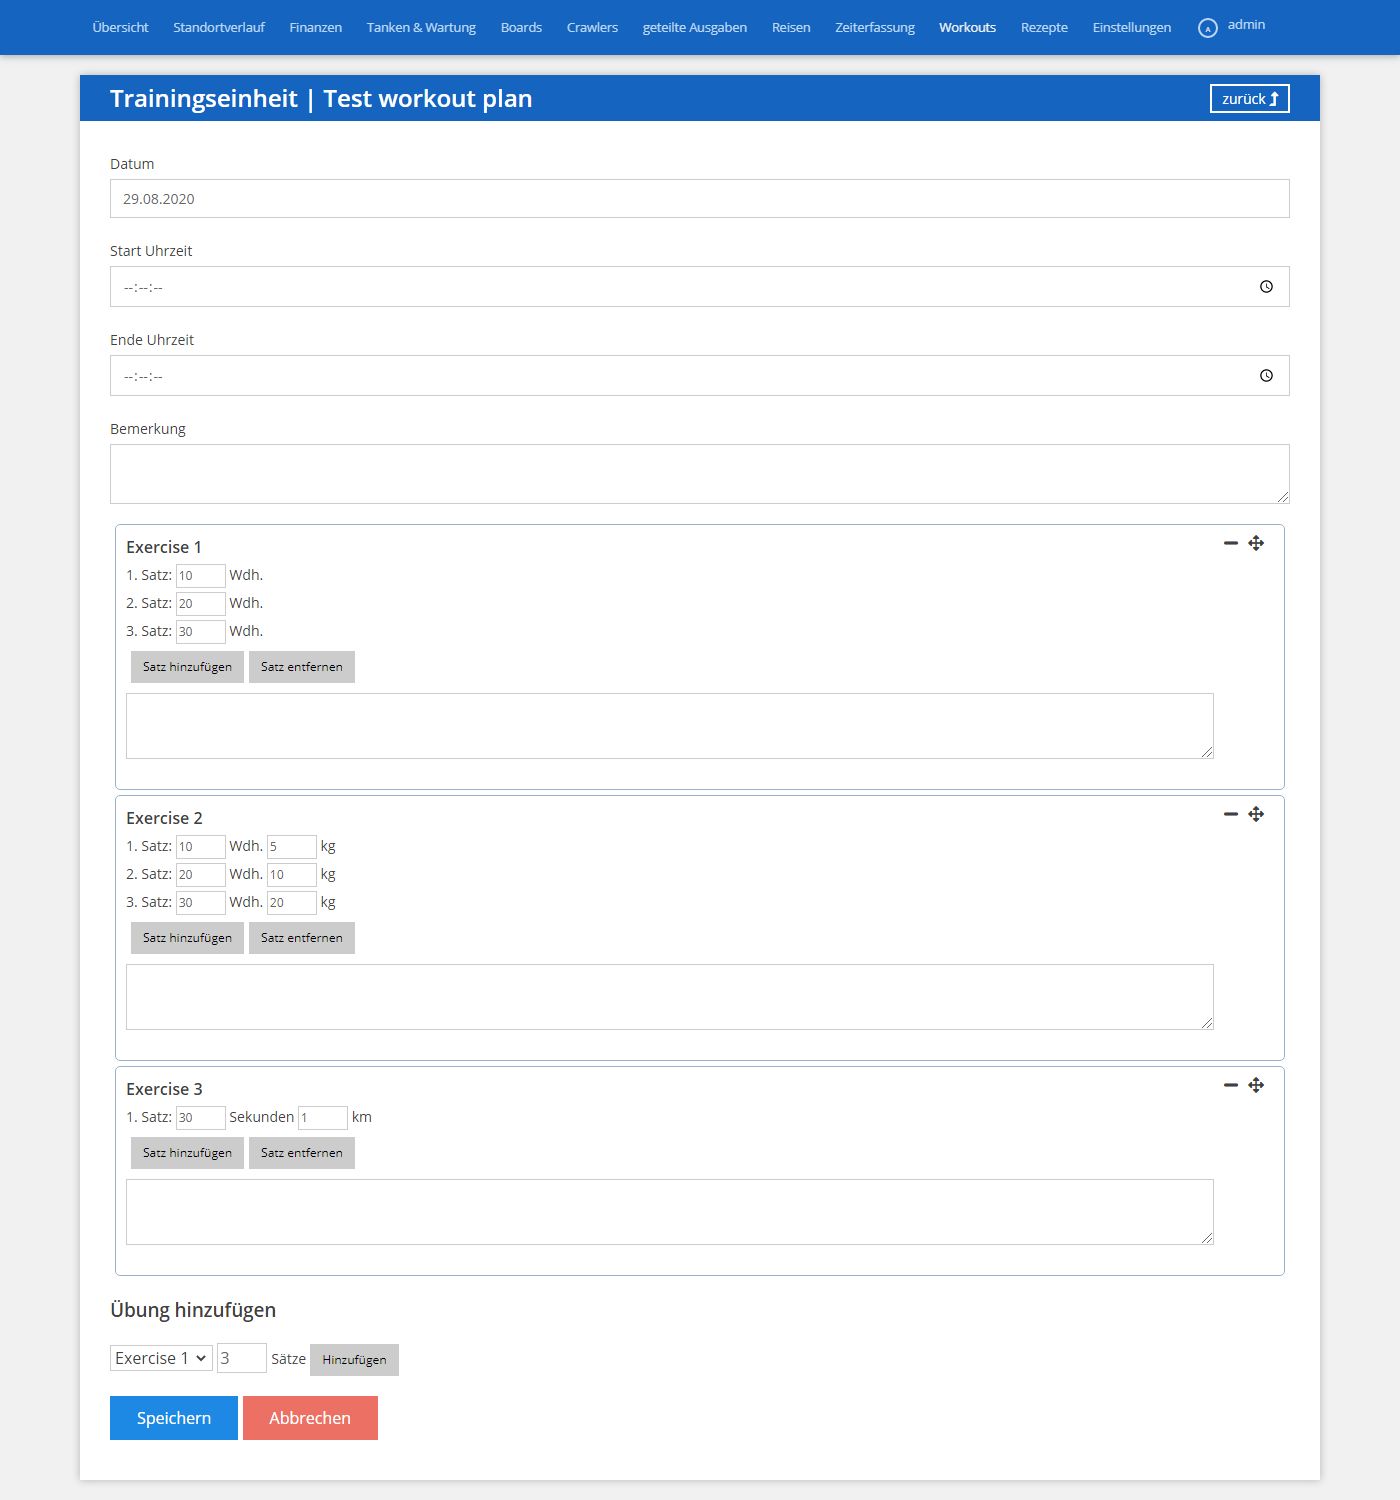 Übersicht Standortverlauf Finanzen Tanken & Wartung Boards Crawlers geteilte Ausgaben Reisen Zeiterfassung Workouts Rezepte Einstellungen A admin
Trainingseinheit | Test workout plan zurück
Datum
29.08.2020
Start Uhrzeit
--:--:--
Ende Uhrzeit
--:--:--
Bemerkung
Exercise 1
1. Satz: 10 Wdh.
2. Satz: 20 Wdh.
3. Satz: 30 Wdh.
Satz hinzufügen Satz entfernen
Exercise 2
1. Satz: 10 Wdh. 5 kg
2. Satz: 20 Wdh. 10 kg
3. Satz: 30 Wdh. 20 kg
Satz hinzufügen Satz entfernen
Exercise 3
1. Satz: 30 Sekunden 1 km
Satz hinzufügen Satz entfernen
Übung hinzufügen
Exercise 1 3 Sätze Hinzufügen
Speichern Abbrechen